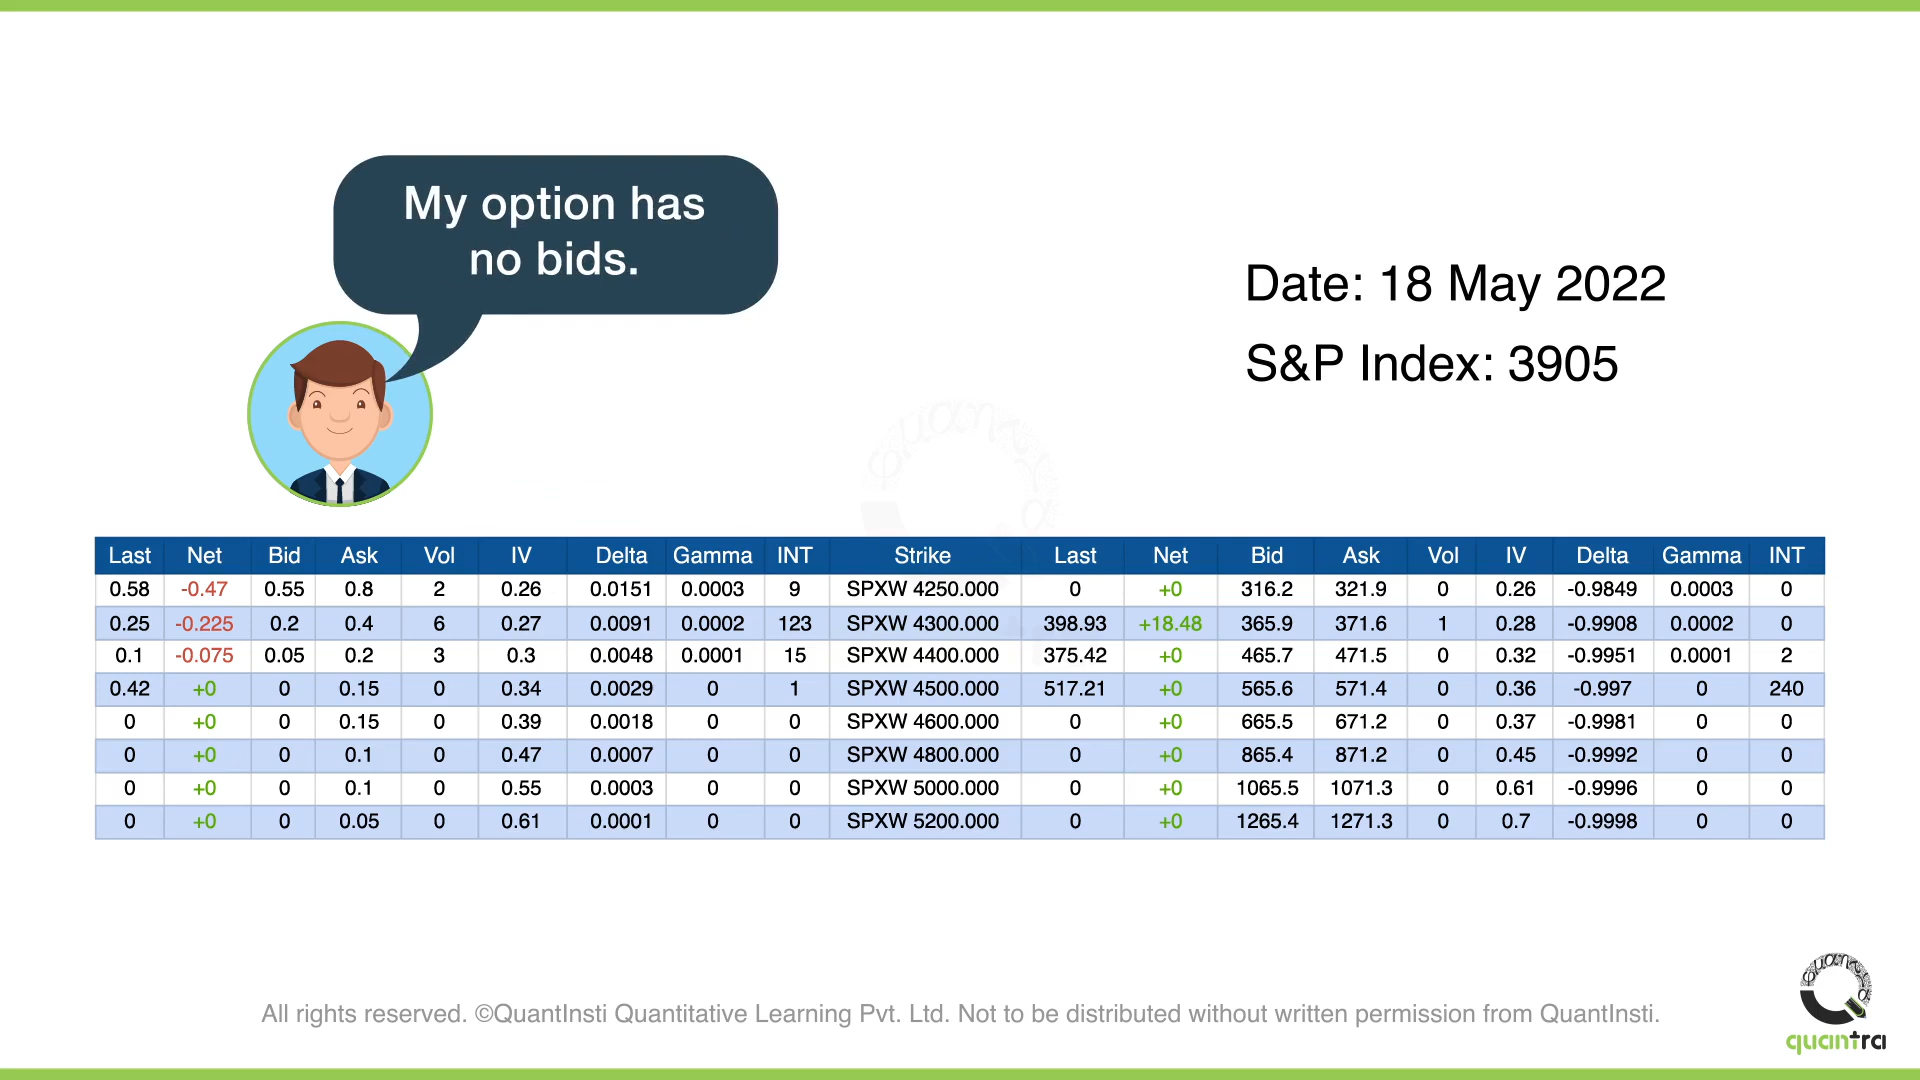 My option has
no bids.
Date: 18 May 2022
S&P Index: 3905
Last Net Bid Ask Vol IV Delta Gamma INT Strike Last Net Bid Ask Vol IV Delta Gamma INT
0.58 -0.47 0.55 0.8 2 0.26 0.0151 0.0003 9 SPXW 4250.000 0 +0 316.2 321.9 0 0.26 -0.9849 0.0003 0
0.25 -0.225 0.2 0.4 6 0.27 0.0091 0.0002 123 SPXW 4300.000 398.93 +18.48 365.9 371.6 1 0.28 -0.9908 0.0002 0
0.1 -0.075 0.05 0.2 3 0.3 0.0048 0.0001 15 SPXW 4400.000 375.42 +0 465.7 471.5 0 0.32 -0.9951 0.0001 2
0.42 +0 0 0.15 0 0.34 0.0029 0 1 SPXW 4500.000 517.21 +0 565.6 571.4 0 0.36 -0.997 0 240
0 +0 0 0.15 0 0.39 0.0018 0 0 SPXW 4600.000 0 +0 665.5 671.2 0 0.37 -0.9981 0 0
0 +0 0 0.1 0 0.47 0.0007 0 0 SPXW 4800.000 0 +0 865.4 871.2 0 0.45 -0.9992 0 0
0 +0 0 0.1 0 0.55 0.0003 0 0 SPXW 5000.000 0 +0 1065.5 1071.3 0 0.61 -0.9996 0 0
0 +0 0 0.05 0 0.61 0.0001 0 0 SPXW 5200.000 0 +0 1265.4 1271.3 0 0.7 -0.9998 0 0
All rights reserved. ©QuantInsti Quantitative Learning Pvt. Ltd. Not to be distributed without written permission from QuantInsti.
quantra